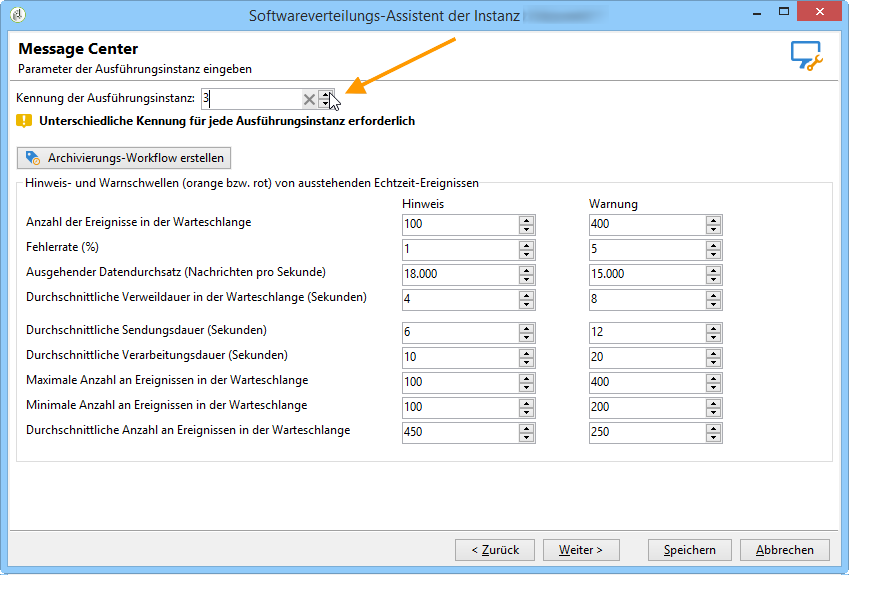 Softwareverteilungs-Assistent der Instanz
Message Center
Parameter der Ausführungsinstanz eingeben
Kennung der Ausführungsinstanz: 3
Unterschiedliche Kennung für jede Ausführungsinstanz erforderlich
Archivierungs-Workflow erstellen
Hinweis- und Warnschwellen (orange bzw. rot) von ausstehenden Echtzeit-Ereignissen
Hinweis Warnung
Anzahl der Ereignisse in der Warteschlange 100 400
Fehlerrate (%) 1 5
Ausgehender Datendurchsatz (Nachrichten pro Sekunde) 18.000 15.000
Durchschnittliche Verweildauer in der Warteschlange (Sekunden) 4 8
Durchschnittliche Sendungsdauer (Sekunden) 6 12
Durchschnittliche Verarbeitungsdauer (Sekunden) 10 20
Maximale Anzahl an Ereignissen in der Warteschlange 100 400
Minimale Anzahl an Ereignissen in der Warteschlange 100 200
Durchschnittliche Anzahl an Ereignissen in der Warteschlange 450 250
< Zurück Weiter > Speichern Abbrechen